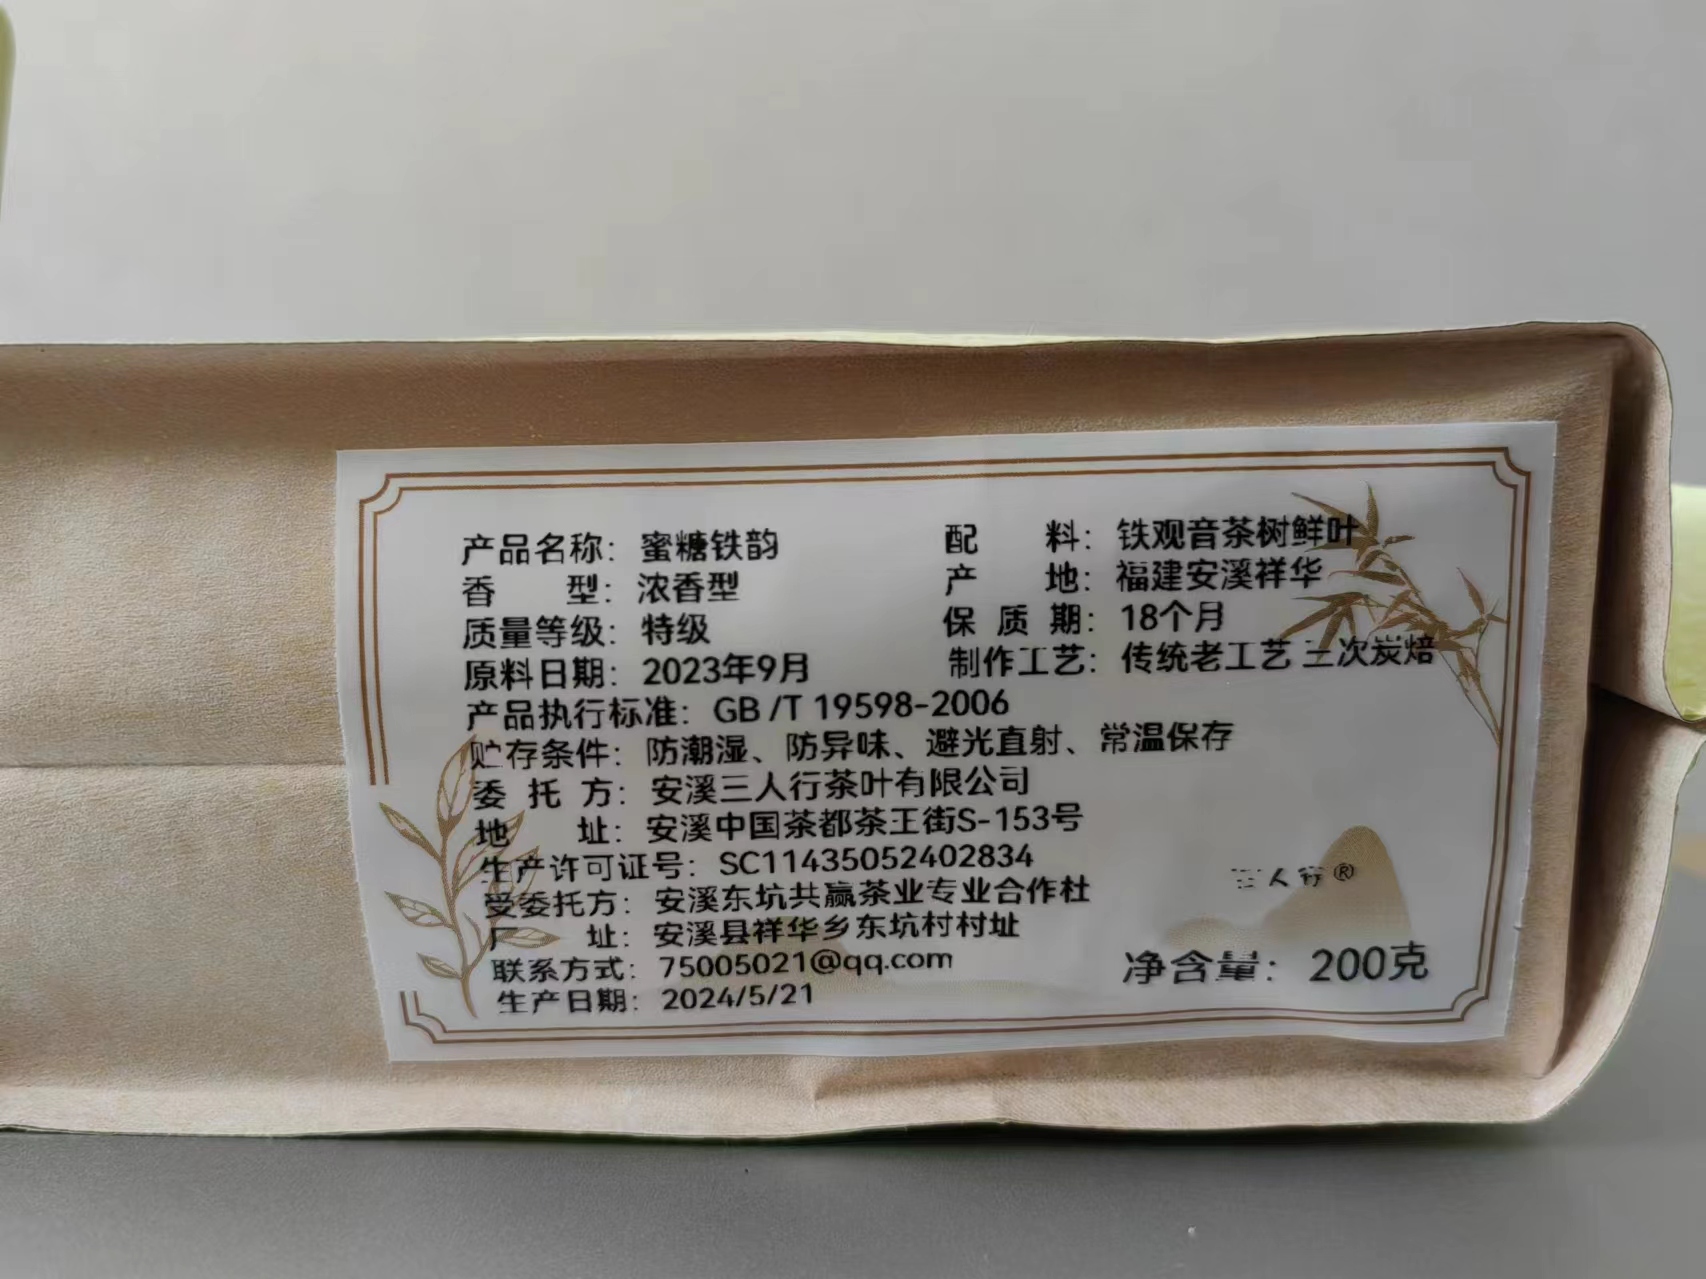 产品名称：蜜糖铁韵
香型：浓香型
质量等级：特级
原料日期：2023年9月
配料：铁观音茶树鲜叶
产地：福建安溪祥华
保质期：18个月
制作工艺：传统老工艺 三次炭焙
产品执行标准：GB/T 19598-2006
贮存条件：防潮湿、防异味、避光直射、常温保存
委托方：安溪三人行茶叶有限公司
地址：安溪中国茶都茶王街S-153号
生产许可证号：SC11435052402834
受委托方：安溪东坑共赢茶业专业合作社
厂址：安溪县祥华乡东坑村村址
联系方式：75005021@qq.com
生产日期：2024/5/21
人行®
净含量：200克